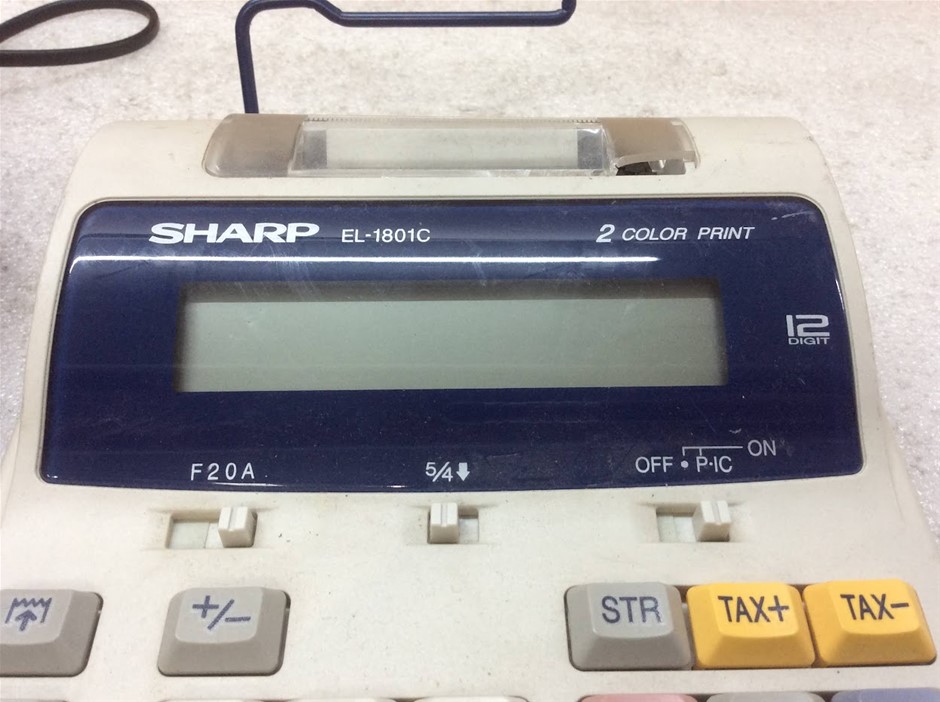 SHARP EL-1801C 2 COLOR PRINT
12
DIGIT
ON
F20A 5/4⬇ OFF • P•IC
+/− STR TAX+ TAX−